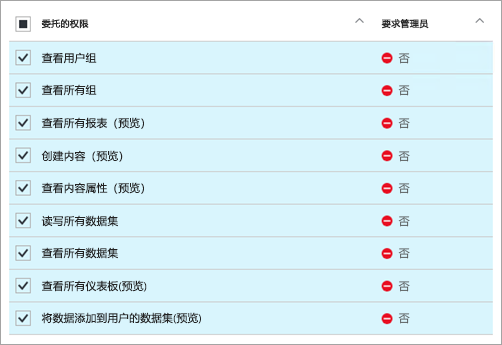 委托的权限 要求管理员
查看用户组 否
查看所有组 否
查看所有报表（预览） 否
创建内容（预览） 否
查看内容属性（预览） 否
读写所有数据集 否
查看所有数据集 否
查看所有仪表板(预览) 否
将数据添加到用户的数据集(预览) 否